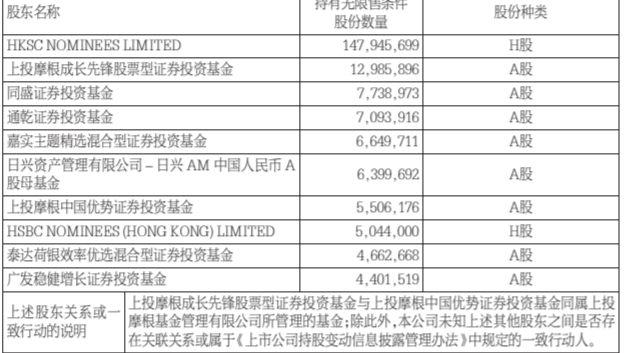 股东名称 持有无限售条件 股份种类
股份数量
HKSC NOMINEES LIMITED 147,945,699 H股
上投摩根成长先锋股票型证券投资基金 12,985,896 A股
同盛证券投资基金 7,738,973 A股
通乾证券投资基金 7,093,916 A股
嘉实主题精选混合型证券投资基金 6,649,711 A股
日兴资产管理有限公司－日兴 AM 中国人民币 A 6,399,692 A股
股母基金
上投摩根中国优势证券投资基金 5,506,176 A股
HSBC NOMINEES (HONG KONG) LIMITED 5,044,000 H股
泰达荷银效率优选混合型证券投资基金 4,662,668 A股
广发稳健增长证券投资基金 4,401,519 A股
上述股东关系或一 上投摩根成长先锋股票型证券投资基金与上投摩根中国优势证券投资基金同属上投
致行动的说明 摩根基金管理有限公司所管理的基金;除此外,本公司未知上述其他股东之间是否存
在关联关系或属于《上市公司持股变动信息披露管理办法》中规定的一致行动人。